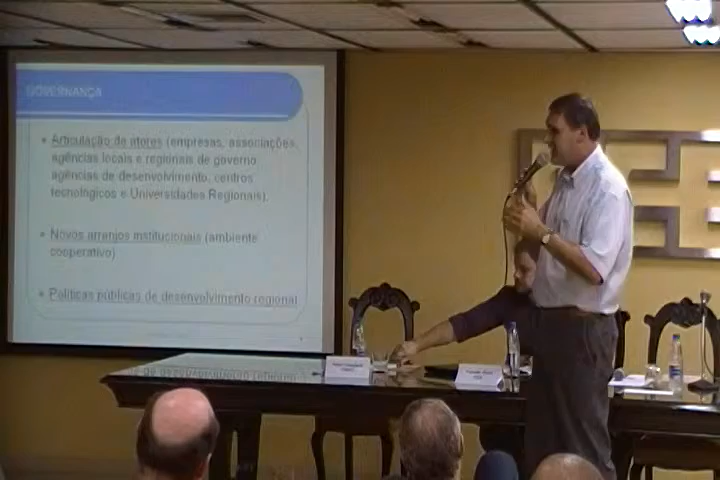 GOVERNANÇA
• Articulação de atores (empresas, associações,
agências locais e regionais de governo
agências de desenvolvimento, centros
tecnológicos e Universidades Regionais).
• Novos arranjos institucionais (ambiente
cooperativo)
• Políticas públicas de desenvolvimento regional